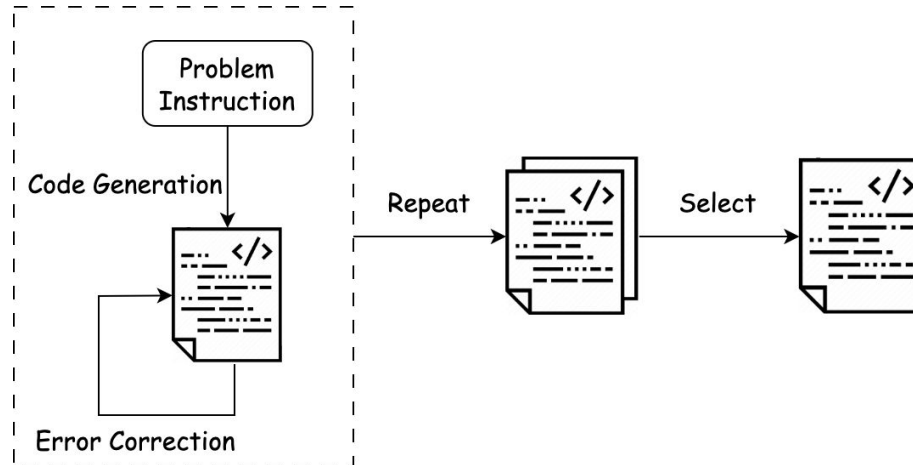 Problem
Instruction
Code Generation
</>
Error Correction
Repeat
</>
Select
</>